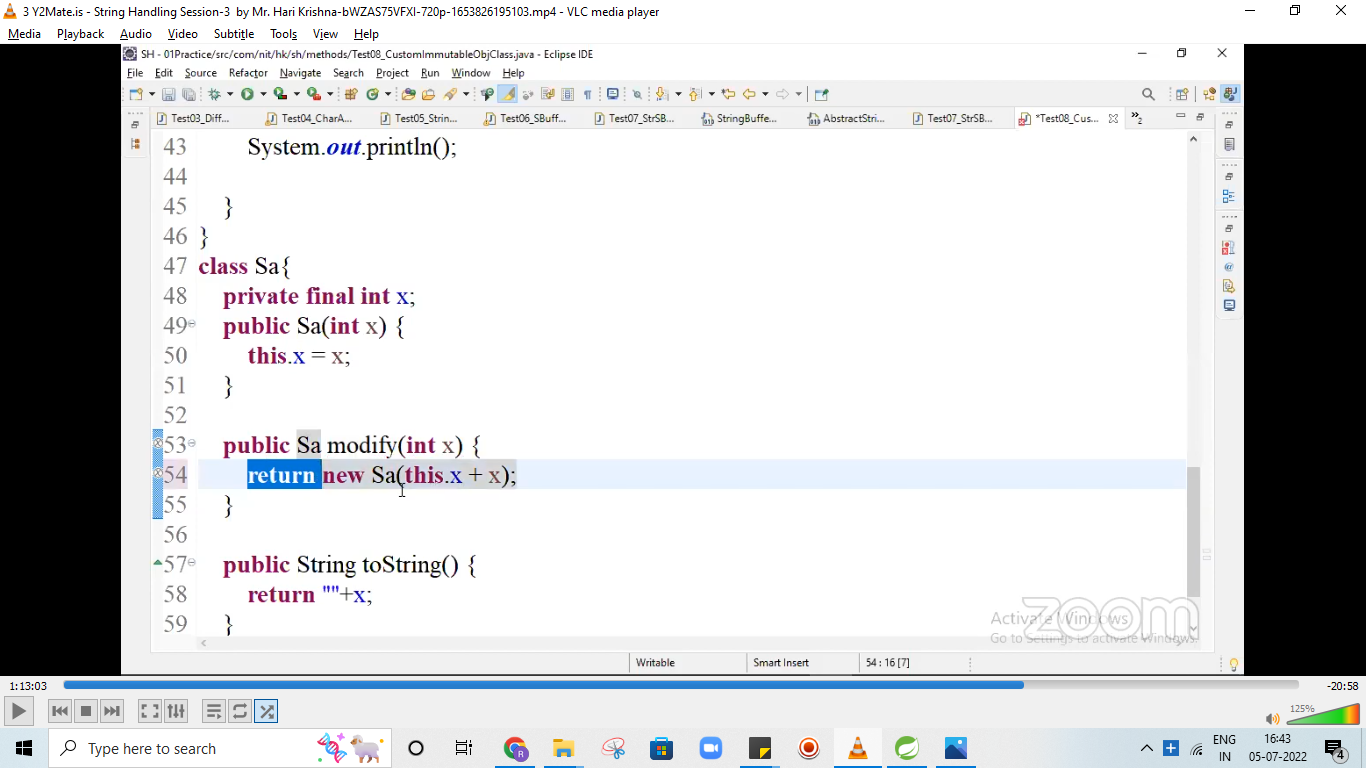 3 Y2Mate.is - String Handling Session-3 by Mr. Hari Krishna-bWZAS75VFXI-720p-1653826195103.mp4 - VLC media player
Media Playback Audio Video Subtitle Tools View Help
SH - 01Practice/src/com/nit/hk/sh/methods/Test08_CustomImmutableObjClass.java - Eclipse IDE
File Edit Source Refactor Navigate Search Project Run Window Help
Test03_Diff... Test04_CharA... Test05_Strin... Test06_SBuff... Test07_StrSB... StringBuffe... AbstractStri... Test07_StrSB... *Test08_Cus... »2
43 System.out.println();
44
45 }
46 }
47 class Sa{
48 private final int x;
49 public Sa(int x) {
50 this.x = x;
51 }
52
53 public Sa modify(int x) {
54 return new Sa(this.x + x);
55 }
56
57 public String toString() {
58 return ""+x;
59 }
zoom
Activate Windows
Go to Settings to activate Windows.
Writable Smart Insert 54 : 16 [7]
1:13:03 -20:58
125%
Type here to search
ENG
IN
16:43
05-07-2022
4